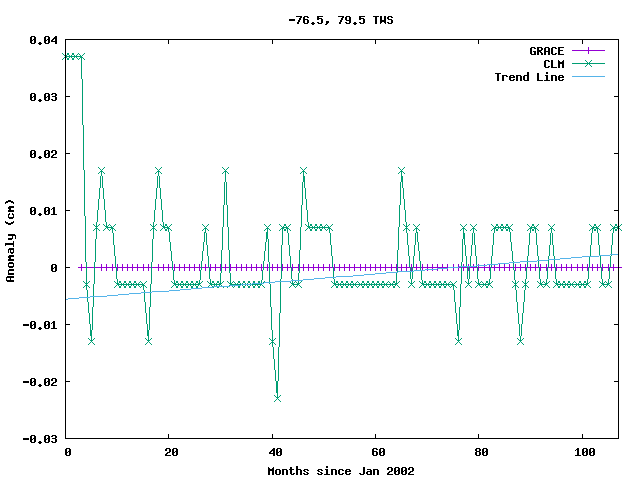 -76.5, 79.5 TWS
0.04
0.03
0.02
0.01
0
-0.01
-0.02
-0.03
Anomaly (cm)
GRACE
CLM
Trend Line
0 20 40 60 80 100
Months since Jan 2002